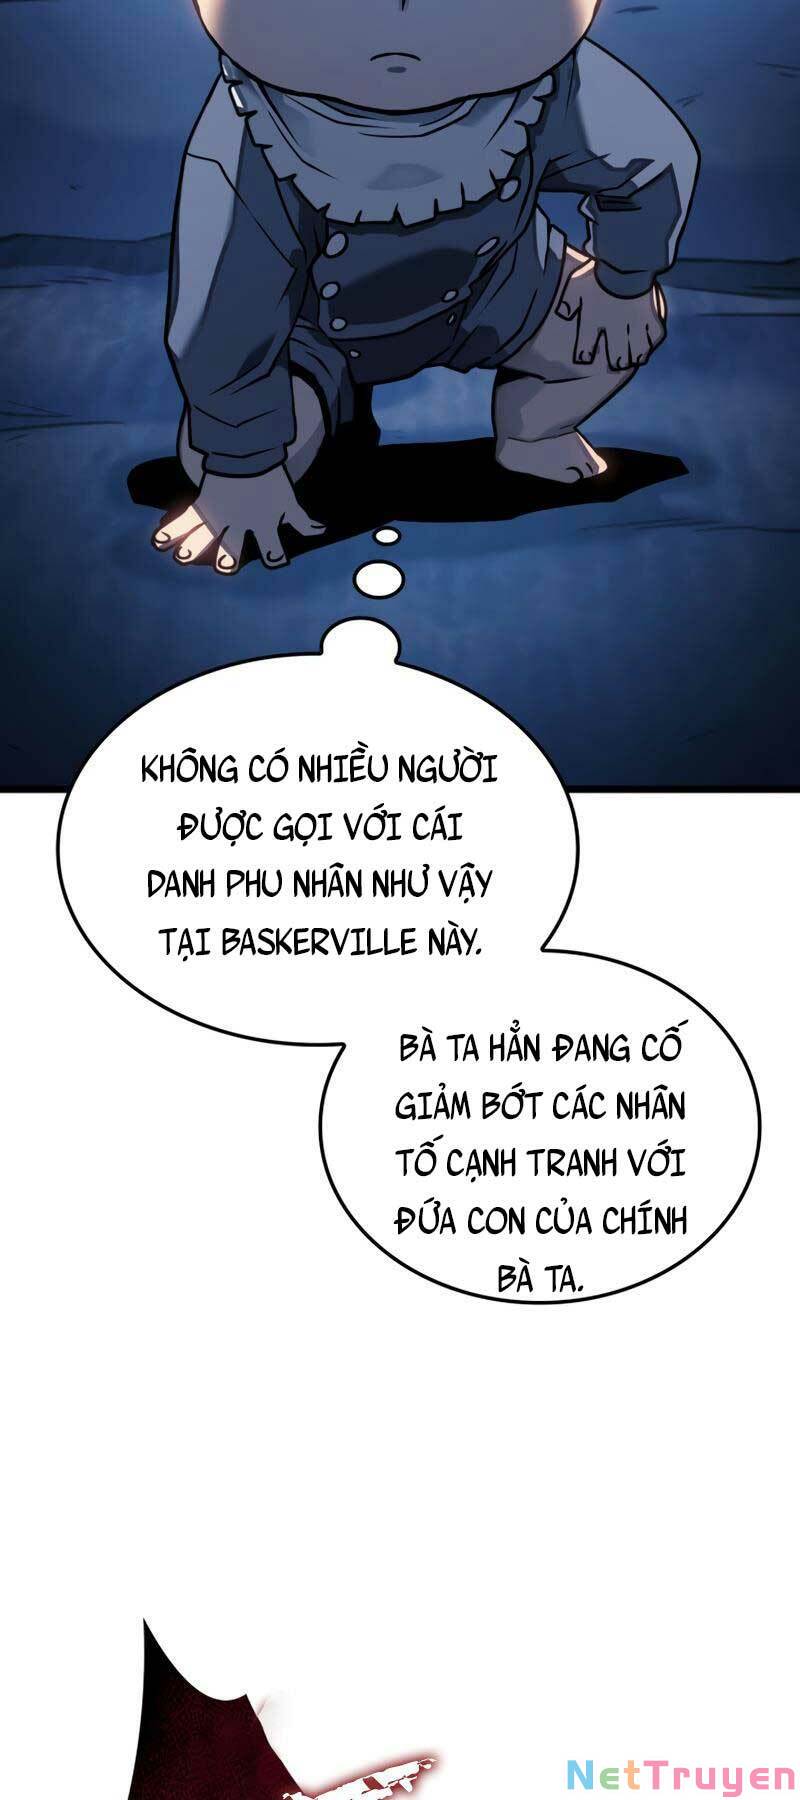 KHÔNG CÓ NHIỀU NGƯỜI
ĐƯỢC GỌI VỚI CÁI
DANH PHU NHÂN NHƯ VẬY
TẠI BASKERVILLE NÀY.
BÀ TA HẲN ĐANG CỐ
GIẢM BỚT CÁC NHÂN
TỐ CẠNH TRANH VỚI
ĐỨA CON CỦA CHÍNH
BÀ TA.
NetTruyen